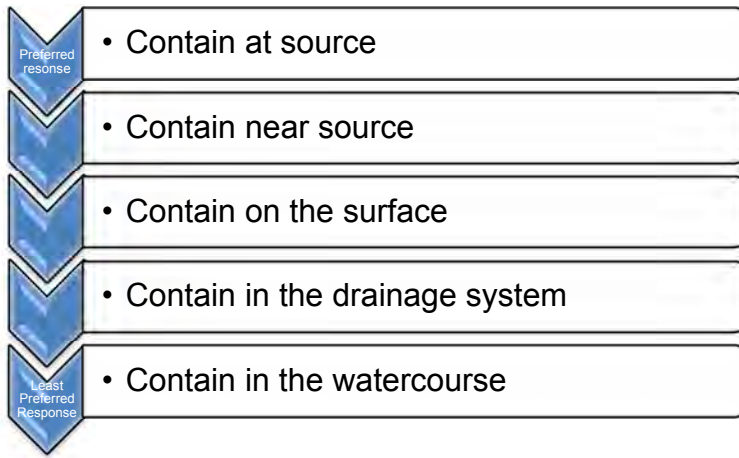 Preferred
resonse
• Contain at source
• Contain near source
• Contain on the surface
• Contain in the drainage system
Least
Preferred
Response
• Contain in the watercourse